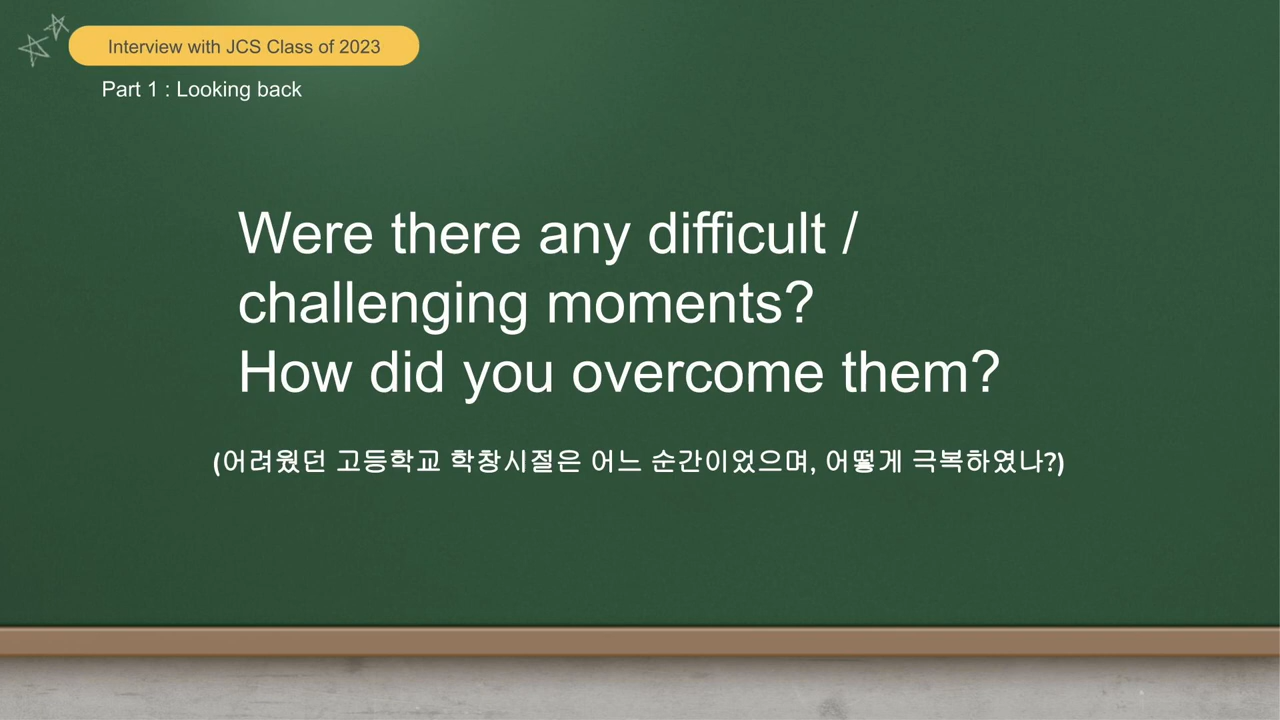 Interview with JCS Class of 2023
Part 1 : Looking back
Were there any difficult /
challenging moments?
How did you overcome them?
(어려웠던 고등학교 학창시절은 어느 순간이었으며, 어떻게 극복하였나?)